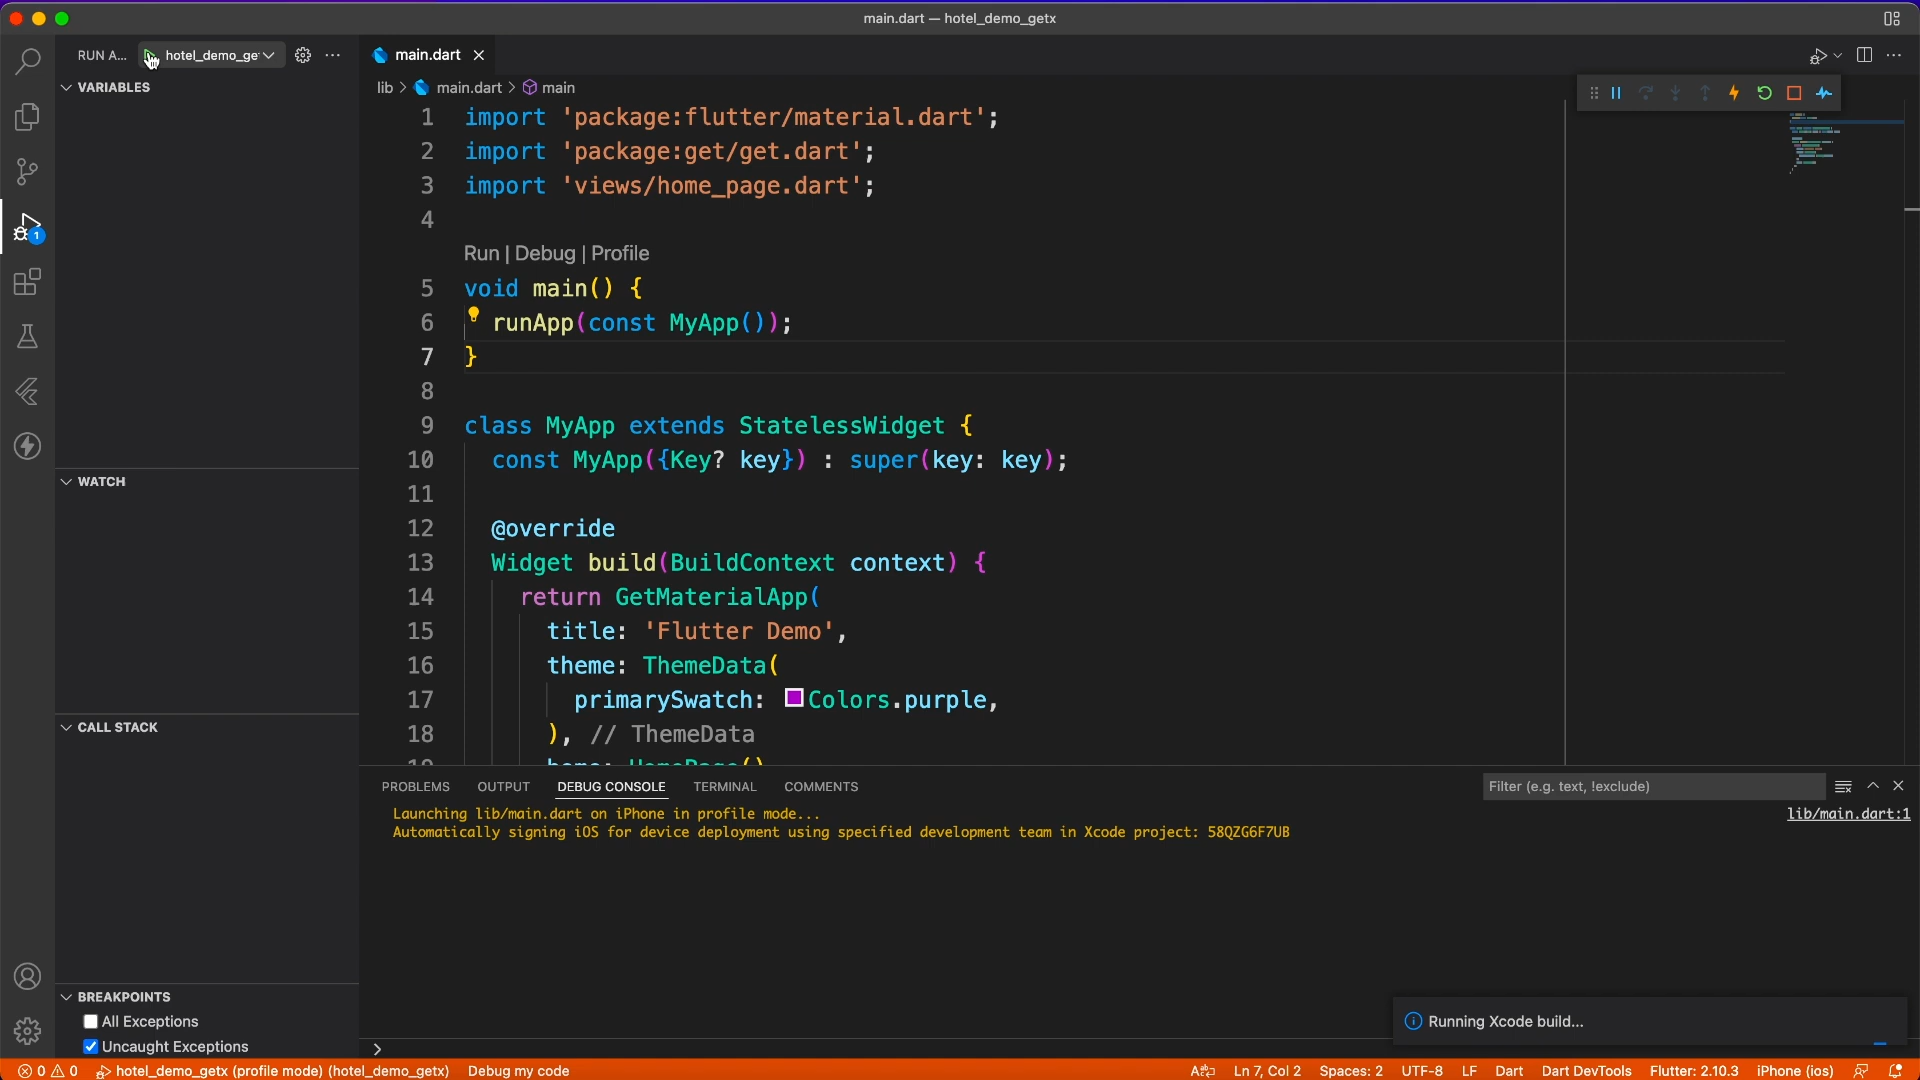 main.dart — hotel_demo_getx
RUN A...
hotel_demo_ge
main.dart
lib > main.dart > main
VARIABLES
1 import 'package:flutter/material.dart';
2 import 'package:get/get.dart';
3 import 'views/home_page.dart';
4
Run | Debug | Profile
5 void main() {
6 runApp(const MyApp());
7 }
8
9 class MyApp extends StatelessWidget {
10 const MyApp({Key? key}) : super(key: key);
11
12 @override
13 Widget build(BuildContext context) {
14 return GetMaterialApp(
15 title: 'Flutter Demo',
16 theme: ThemeData(
17 primarySwatch: Colors.purple,
18 ), // ThemeData
19 home: HomePage()
WATCH
CALL STACK
BREAKPOINTS
All Exceptions
Uncaught Exceptions
1
PROBLEMS OUTPUT DEBUG CONSOLE TERMINAL COMMENTS
Filter (e.g. text, !exclude)
Launching lib/main.dart on iPhone in profile mode...
lib/main.dart:1
Automatically signing iOS for device deployment using specified development team in Xcode project: 58QZG6F7UB
Running Xcode build...
>
0 0 hotel_demo_getx (profile mode) (hotel_demo_getx) Debug my code
Ln 7, Col 2 Spaces: 2 UTF-8 LF Dart Dart DevTools Flutter: 2.10.3 iPhone (ios)